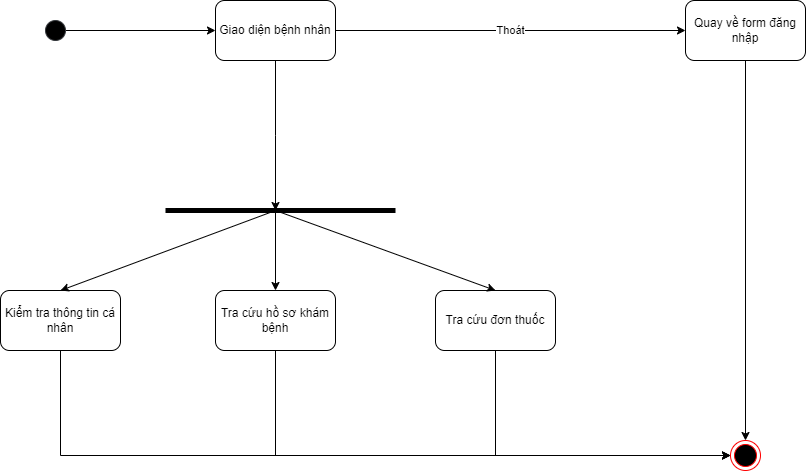 Giao diện bệnh nhân
Thoát
Quay về form đăng
nhập
Kiểm tra thông tin cá
nhân
Tra cứu hồ sơ khám
bệnh
Tra cứu đơn thuốc